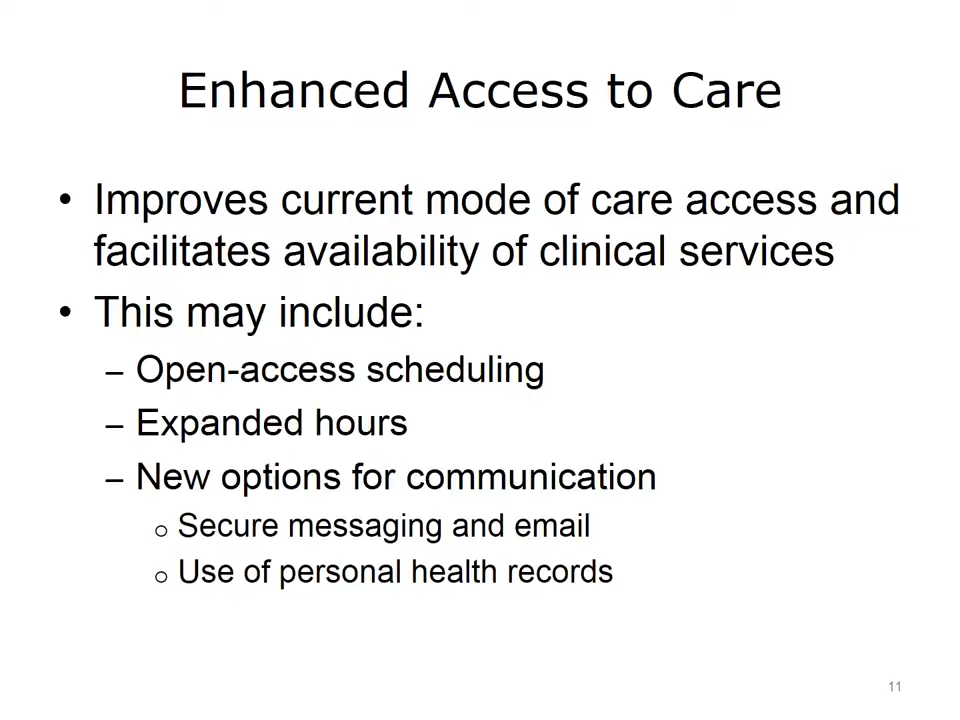 Enhanced Access to Care
• Improves current mode of care access and
facilitates availability of clinical services
• This may include:
– Open-access scheduling
– Expanded hours
– New options for communication
o Secure messaging and email
o Use of personal health records
11